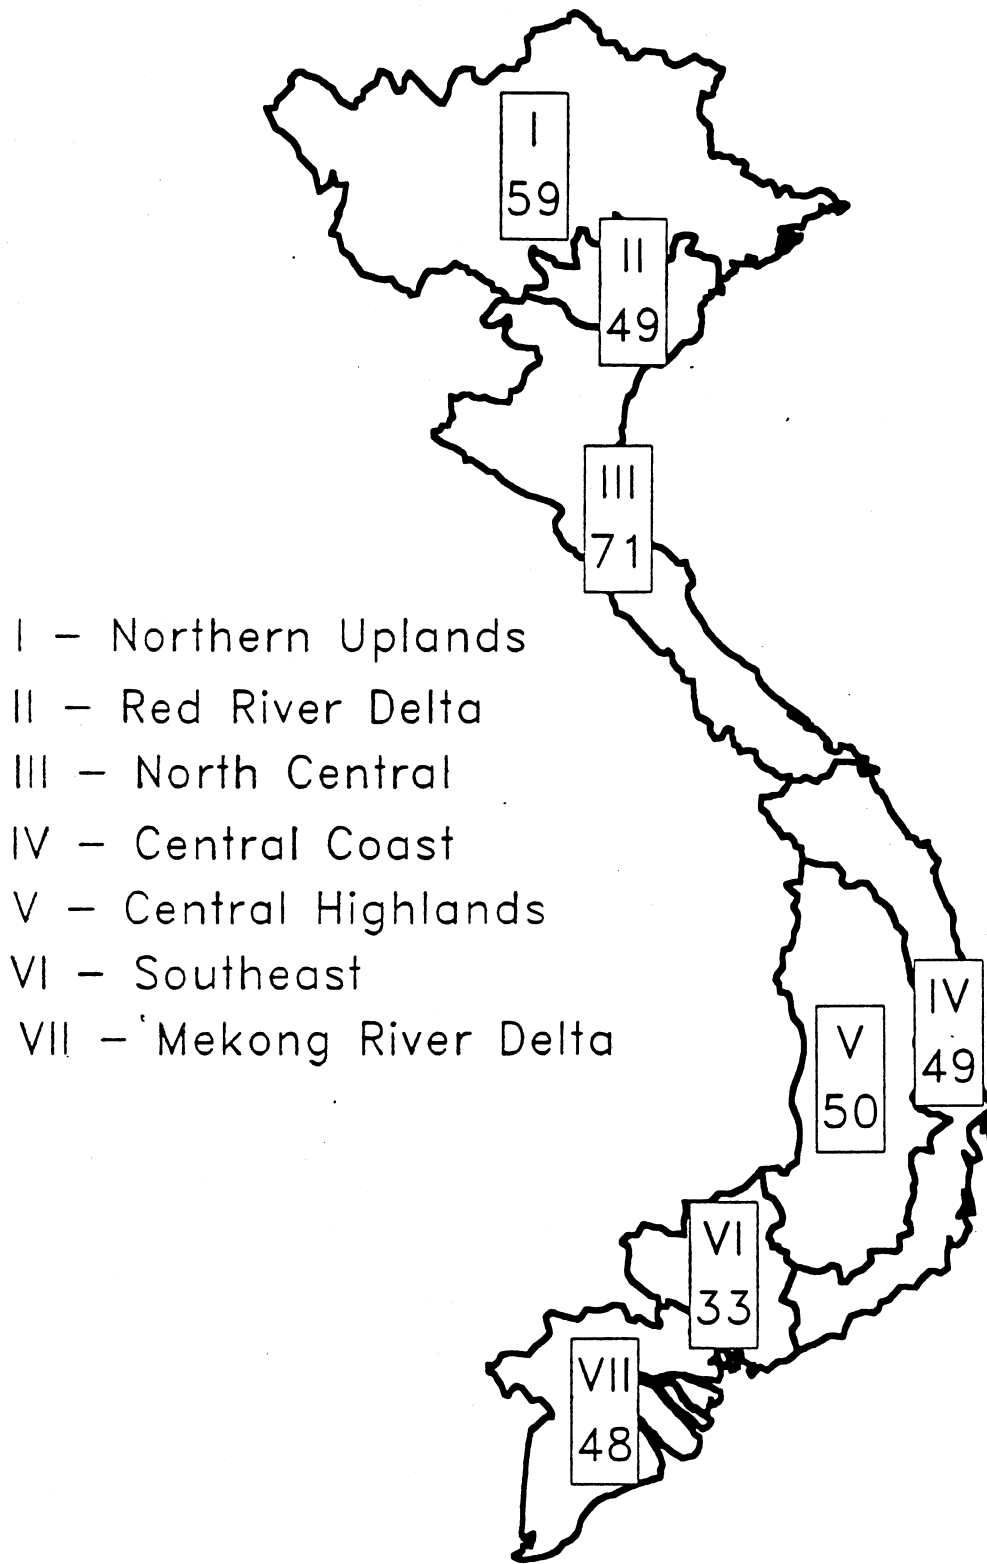 I
59
II
49
III
71
I – Northern Uplands
II – Red River Delta
III – North Central
IV – Central Coast
V – Central Highlands
VI – Southeast
VII – Mekong River Delta
IV
49
V
50
VI
33
VII
48